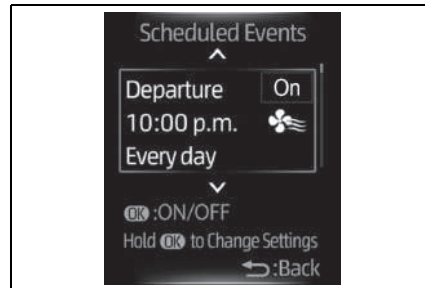 Scheduled Events
Departure On
10:00 p.m.
Every day
OK :ON/OFF
Hold OK to Change Settings
:Back